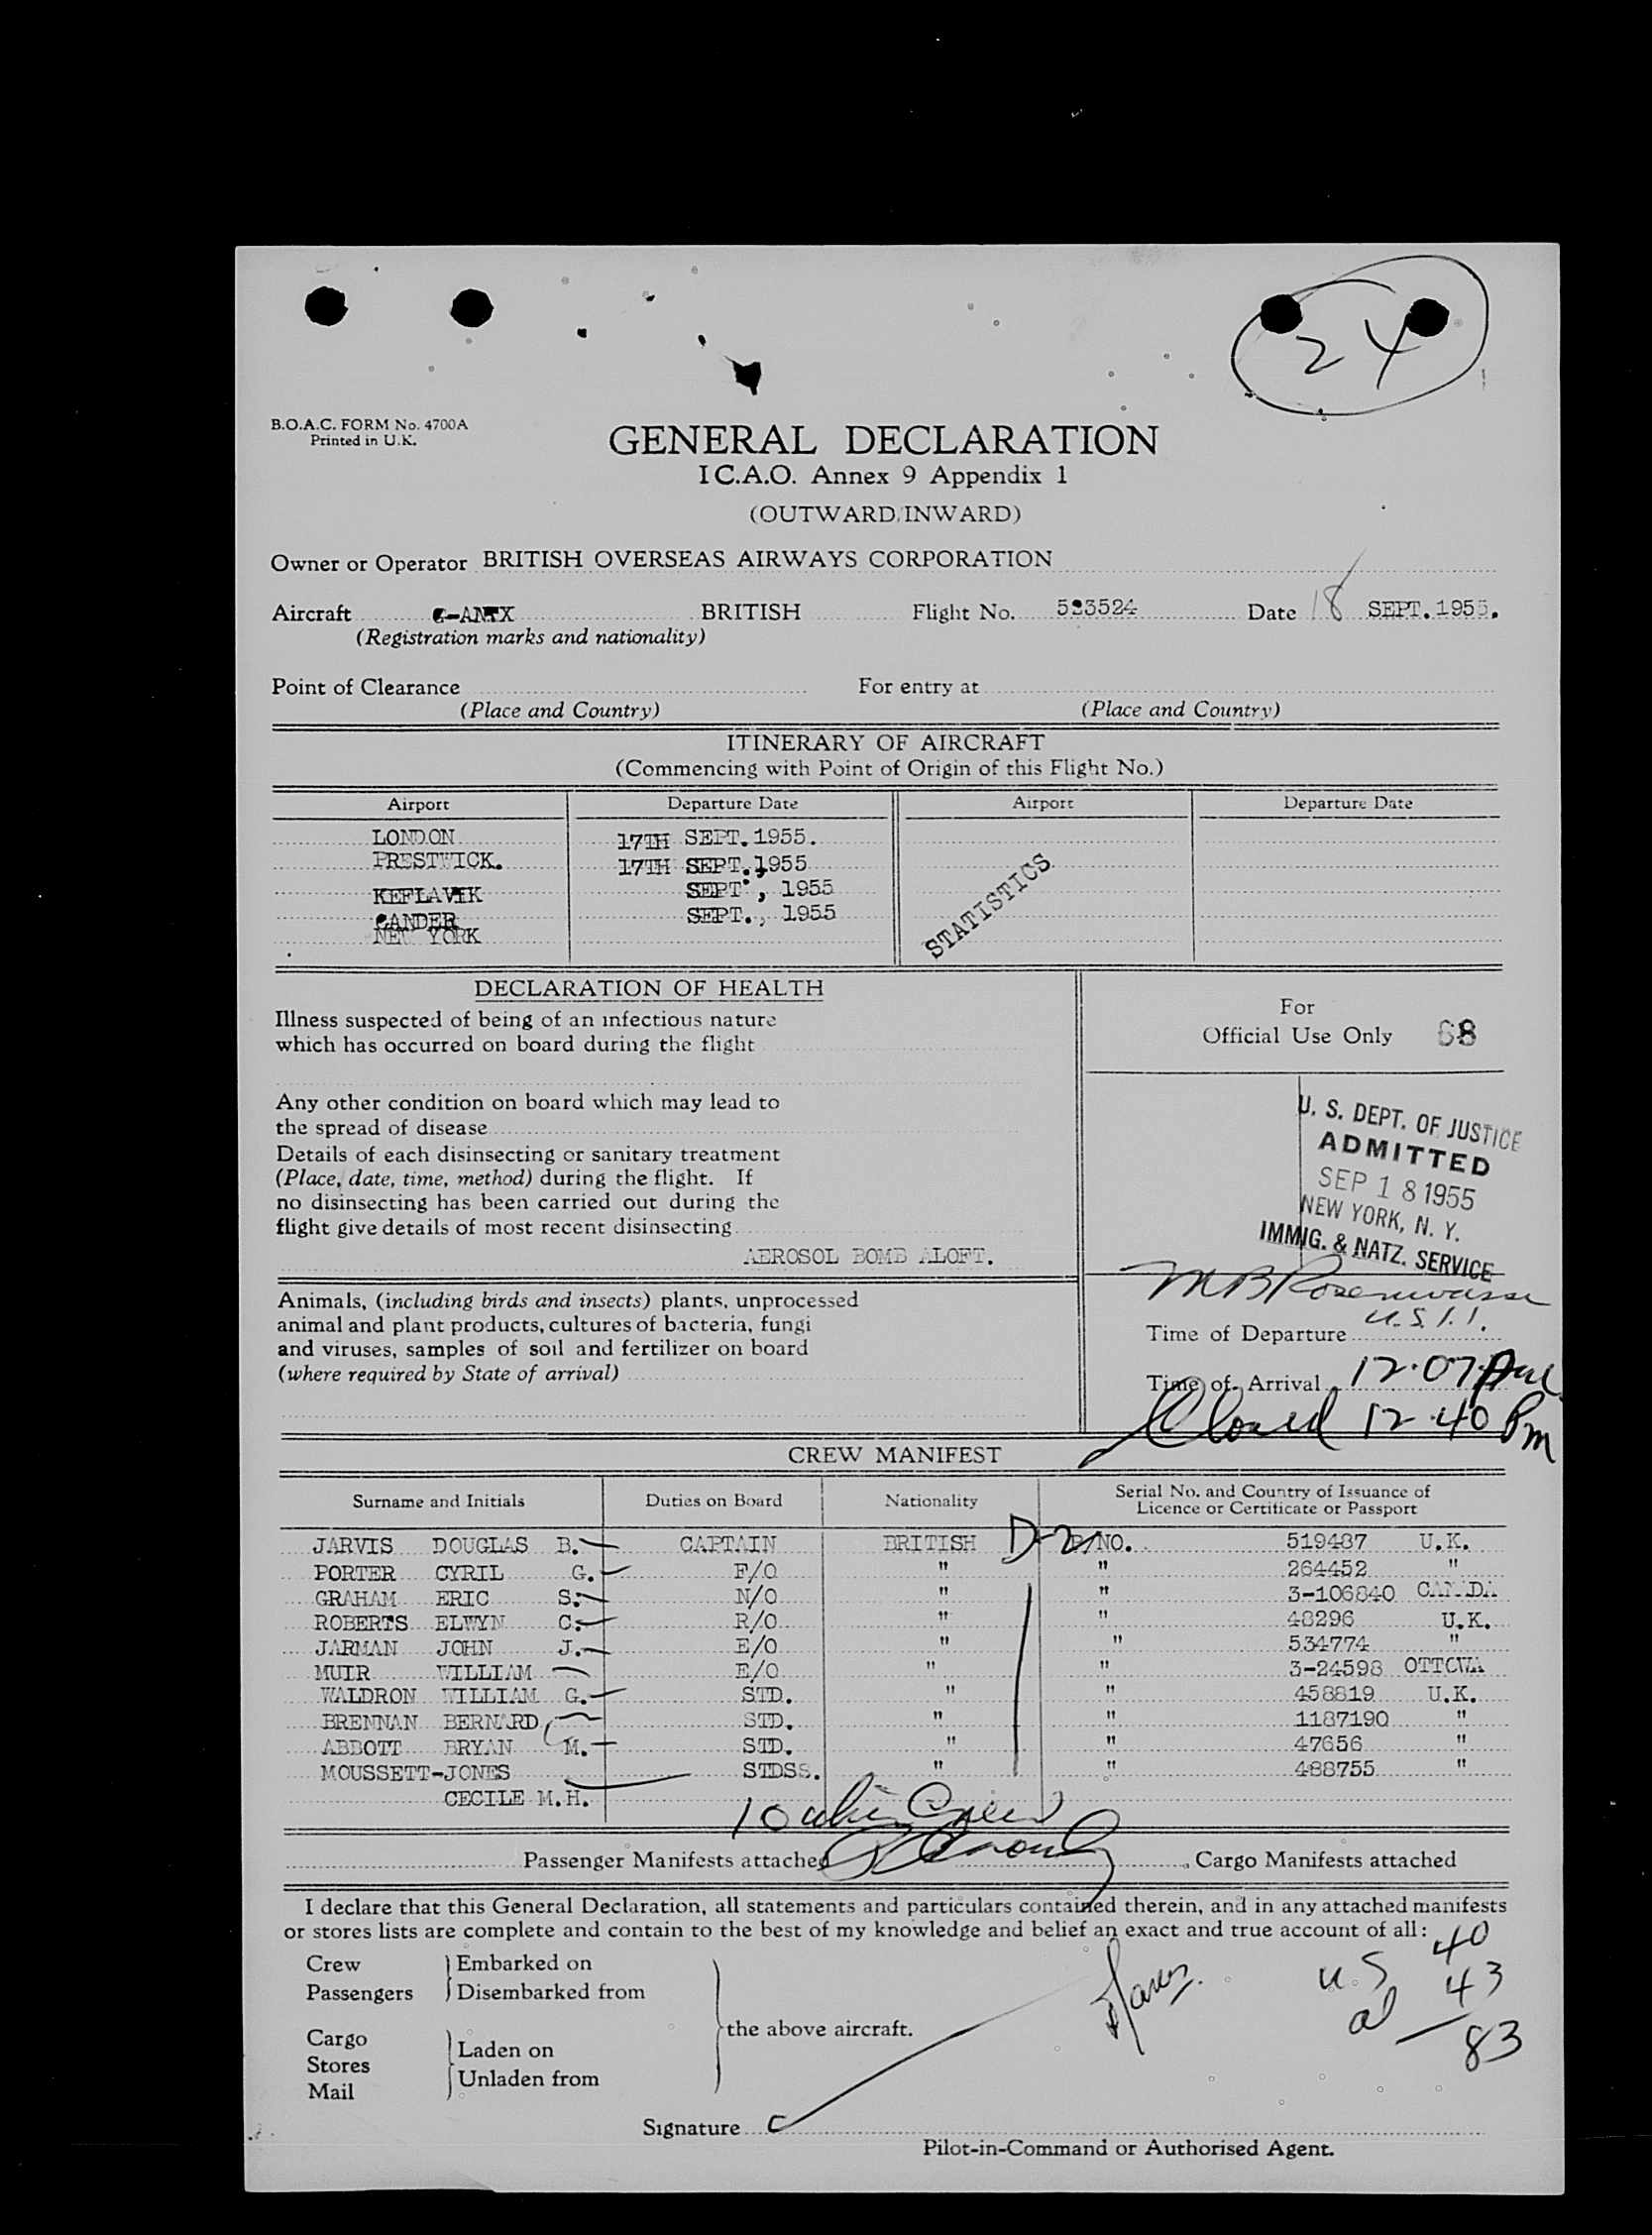 24
B.O.A.C. FORM No. 4700A
Printed in U.K.
GENERAL DECLARATION
I C.A.O. Annex 9 Appendix 1
(OUTWARD/INWARD)
Owner or Operator BRITISH OVERSEAS AIRWAYS CORPORATION
Aircraft BRITISH Flight No. 523524 Date 18 SEPT. 1955.
(Registration marks and nationality)
Point of Clearance For entry at
(Place and Country) (Place and Country)
ITINERARY OF AIRCRAFT
(Commencing with Point of Origin of this Flight No.)
Airport Departure Date Airport Departure Date
LONDON 17TH SEPT. 1955.
PRESTWICK. 17TH SEPT. 1955
KEFLAVIK SEPT., 1955
GANDER SEPT., 1955
NEW YORK
STATISTICS
DECLARATION OF HEALTH
Illness suspected of being of an infectious nature
which has occurred on board during the flight
Any other condition on board which may lead to
the spread of disease
Details of each disinsecting or sanitary treatment
(Place, date, time, method) during the flight. If
no disinsecting has been carried out during the
flight give details of most recent disinsecting
AEROSOL BOMB ALOFT.
For
Official Use Only 68
U. S. DEPT. OF JUSTICE
ADMITTED
SEP 18 1955
NEW YORK, N. Y.
IMMIG. & NATZ. SERVICE
U.S.I.I.
Animals, (including birds and insects) plants, unprocessed
animal and plant products, cultures of bacteria, fungi
and viruses, samples of soil and fertilizer on board
(where required by State of arrival)
Time of Departure
Time of Arrival 12.07 Pm
Closed 12.40 Pm
CREW MANIFEST
Surname and Initials Duties on Board Nationality Serial No. and Country of Issuance of
Licence or Certificate or Passport
JARVIS DOUGLAS B. CAPTAIN BRITISH D-2 P/NO. 519487 U.K.
PORTER CYRIL G. F/O " " 264452 "
GRAHAM ERIC S. N/O " " 3-106840 CANADA
ROBERTS ELWYN C. R/O " " 48296 U.K.
JARMAN JOHN J. E/O " " 534774 "
MUIR WILLIAM E/O " " 3-24598 OTTOWA
WALDRON WILLIAM G. STD. " " 458819 U.K.
BRENNAN BERNARD STD. " " 1187190 "
ABBOTT BRYAN M. STD. " " 47656 "
MOUSSETT-JONES STDSS. " " 488755 "
CECILE M.H.
10
Passenger Manifests attached Cargo Manifests attached
I declare that this General Declaration, all statements and particulars contained therein, and in any attached manifests
or stores lists are complete and contain to the best of my knowledge and belief an exact and true account of all:
Crew Embarked on
Passengers Disembarked from
the above aircraft.
Cargo
Stores
Mail
Laden on
Unladen from
U.S 40
al 43
83
Signature
Pilot-in-Command or Authorised Agent.